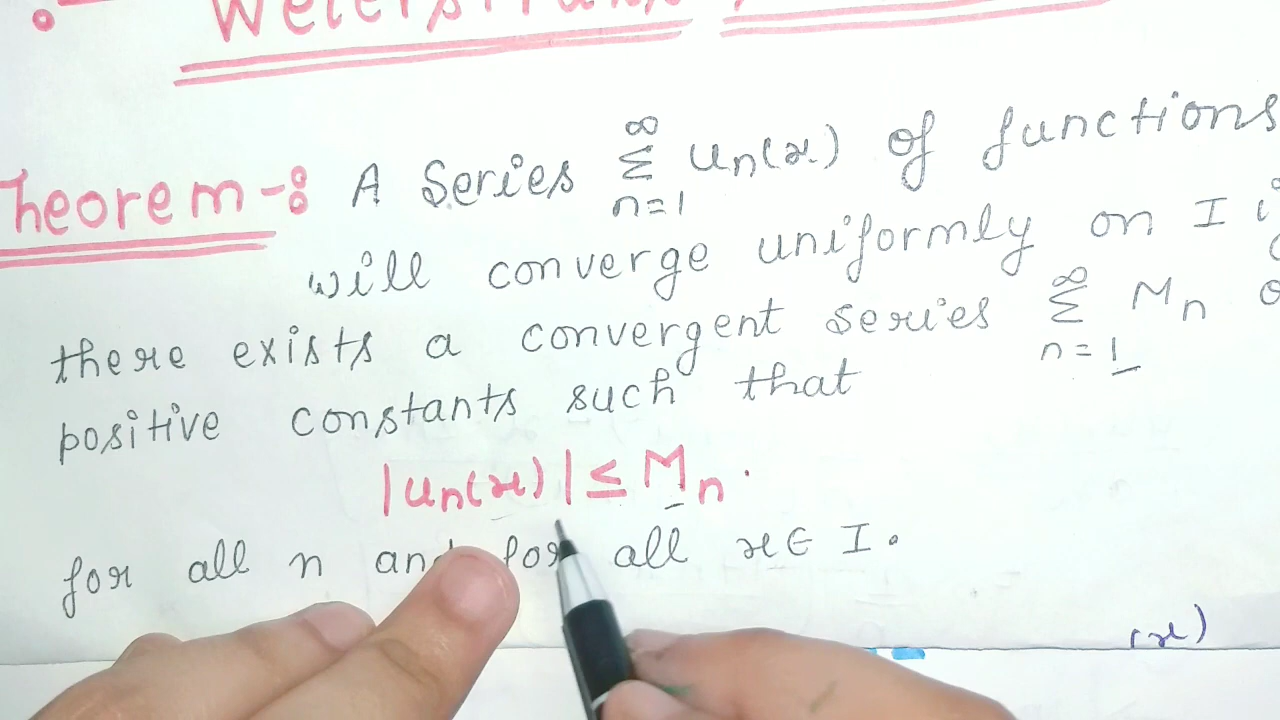 Theorem-:
A Series ∞ Σ n=1 un(x) of functions
will converge uniformly on I
there exists a convergent series ∞ Σ n=1 Mn
positive constants such that
|un(x)| ≤ Mn.
for all n and for all x∈ I.
(x)